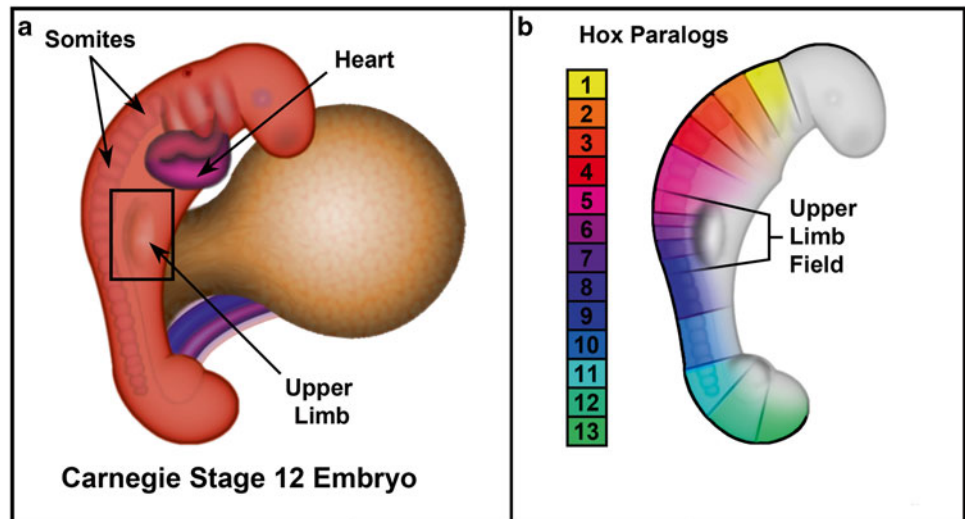 a
Somites
Heart
Upper
Limb
Carnegie Stage 12 Embryo
b
Hox Paralogs
1
2
3
4
5
6
7
8
9
10
11
12
13
Upper
Limb
Field